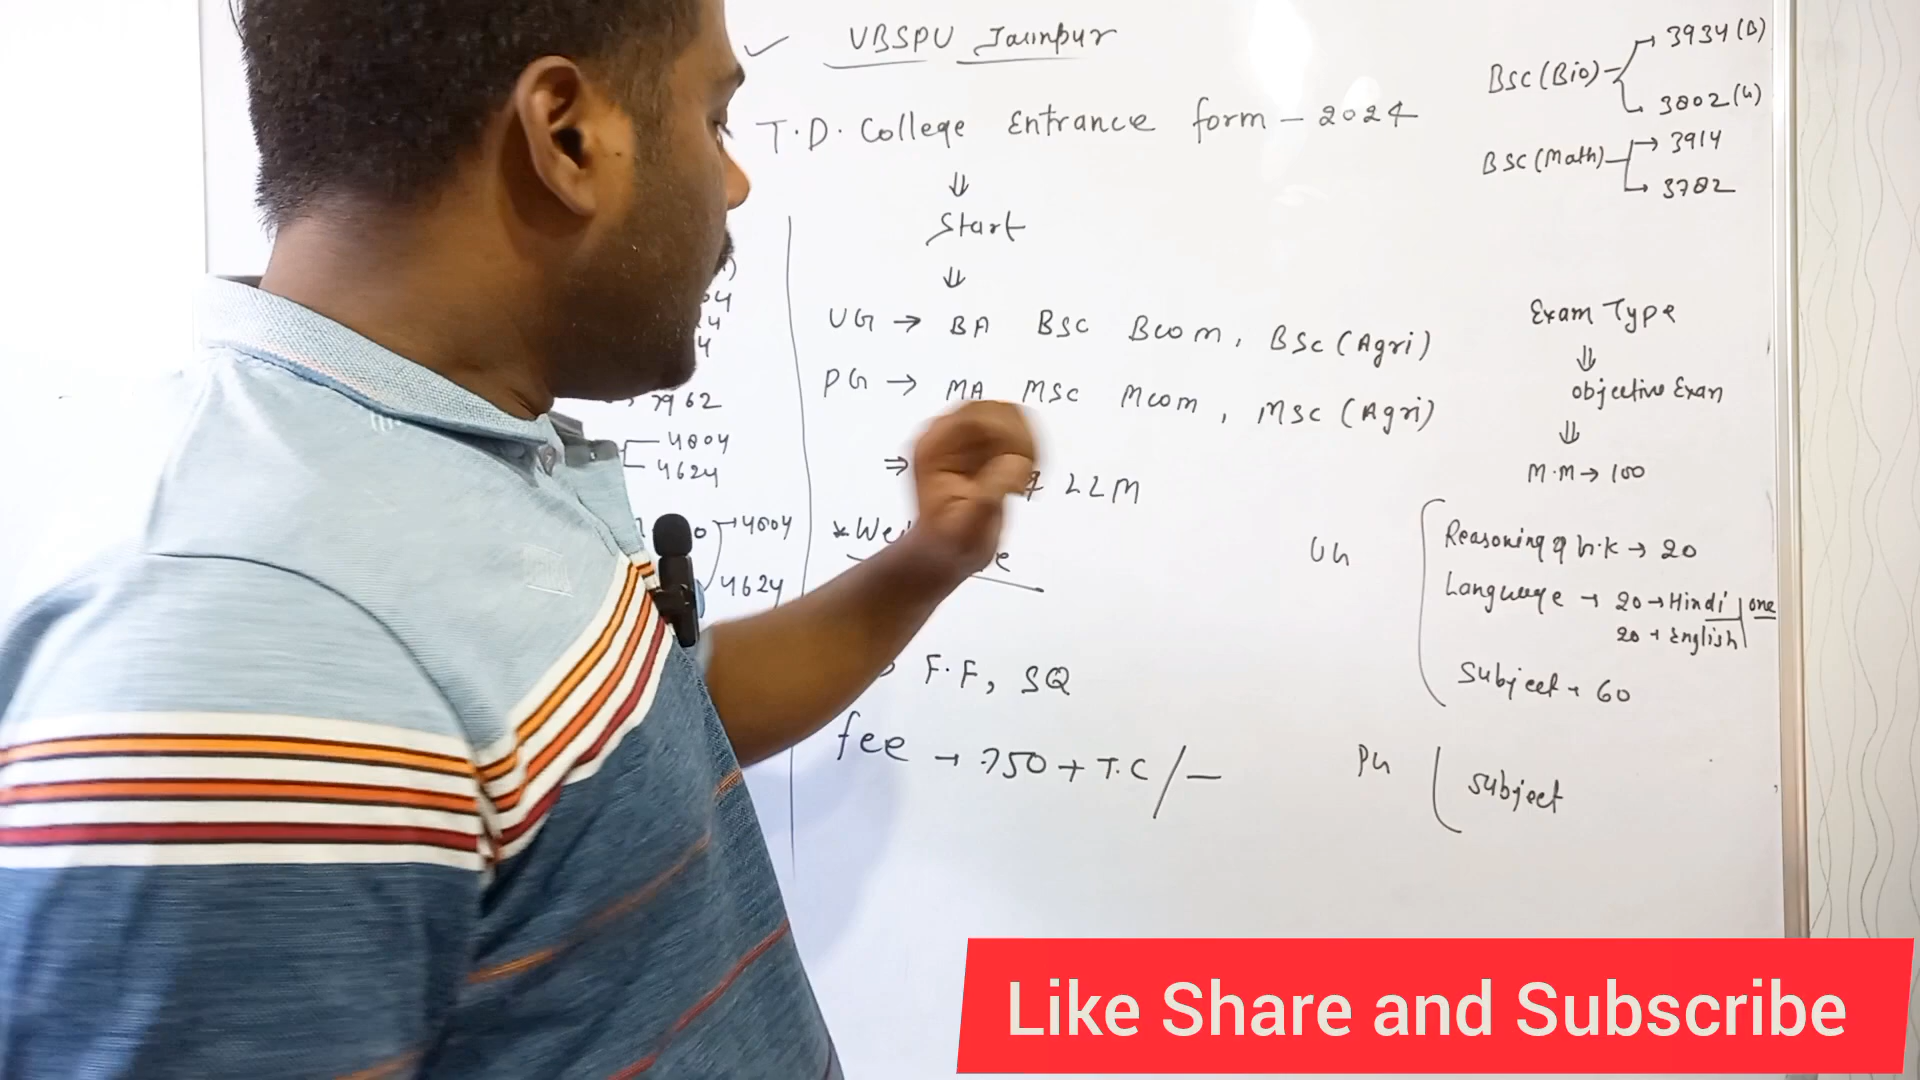 VBSPU Jaunpur
T.D. College Entrance form - 2024
⇓
Start
⇓
UG → BA BSC Bcom, BSc (Agri)
PG → MA MSC Mcom, MSC (Agri)
⇒ LLM
F.F, SQ
fee → 750 + T.C/-
7962
4004
4624
→4004
4624
BSC (Bio) → 3934 (B)
3802 (G)
BSC (Math) → 3914
→ 3782
Exam Type
⇓
objective Exam
⇓
M.M → 100
UG
Reasoning & G.K → 20
Language → 20 → Hindi one
20 → English
Subject → 60
PG
Subject
Like Share and Subscribe